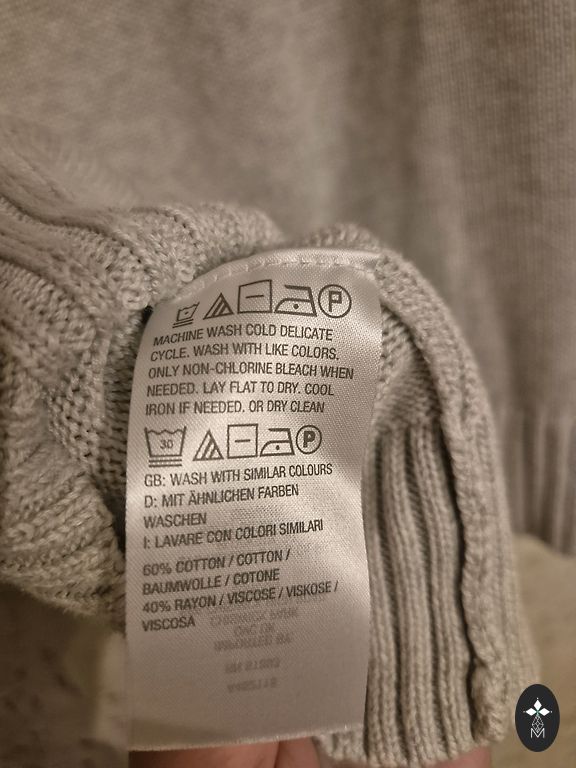 P
MACHINE WASH COLD DELICATE
CYCLE. WASH WITH LIKE COLORS.
ONLY NON-CHLORINE BLEACH WHEN
NEEDED. LAY FLAT TO DRY. COOL
IRON IF NEEDED. OR DRY CLEAN
30 P
GB: WASH WITH SIMILAR COLOURS
D: MIT ÄHNLICHEN FARBEN
WASCHEN
I: LAVARE CON COLORI SIMILARI
60% COTTON / COTTON /
BAUMWOLLE / COTONE
40% RAYON / VISCOSE / VISKOSE /
VISCOSA
M